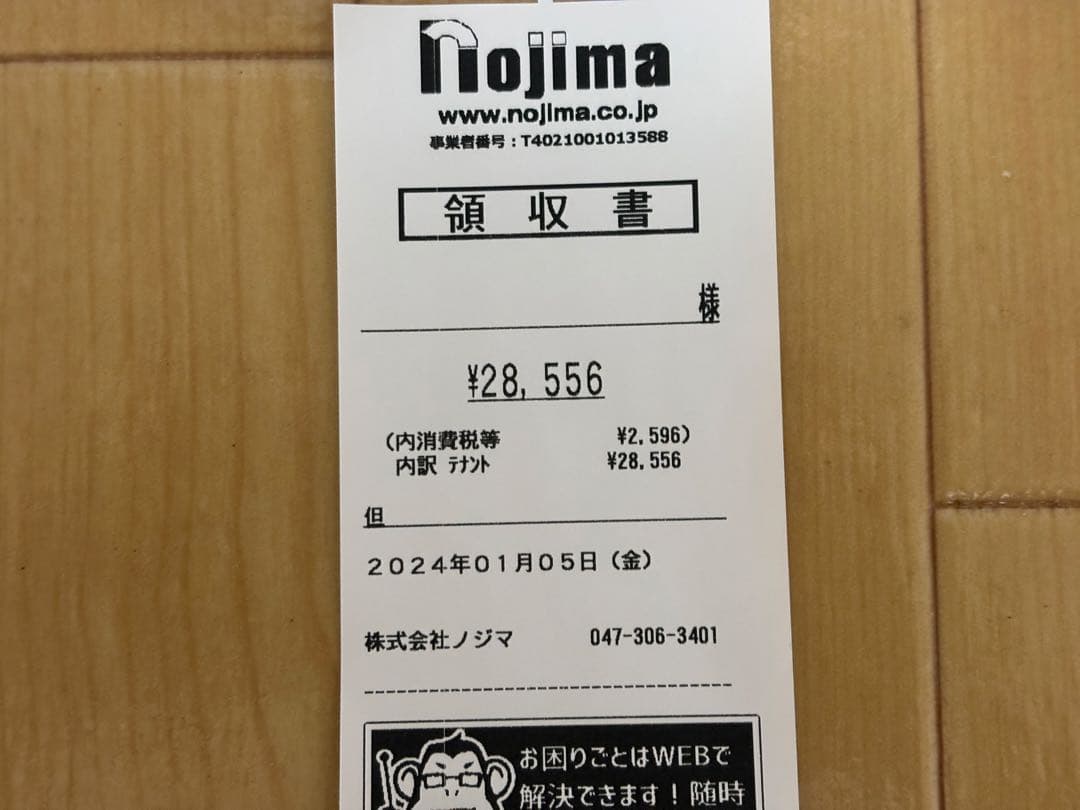 nojima
www.nojima.co.jp
事業者番号：T4021001013588
領収書
様
¥28,556
(内消費税等 ¥2,596)
内訳 ﾃﾅﾝﾄ ¥28,556
但
２０２４年０１月０５日（金）
株式会社ノジマ 047-306-3401
お困りごとはWEBで
解決できます！随時